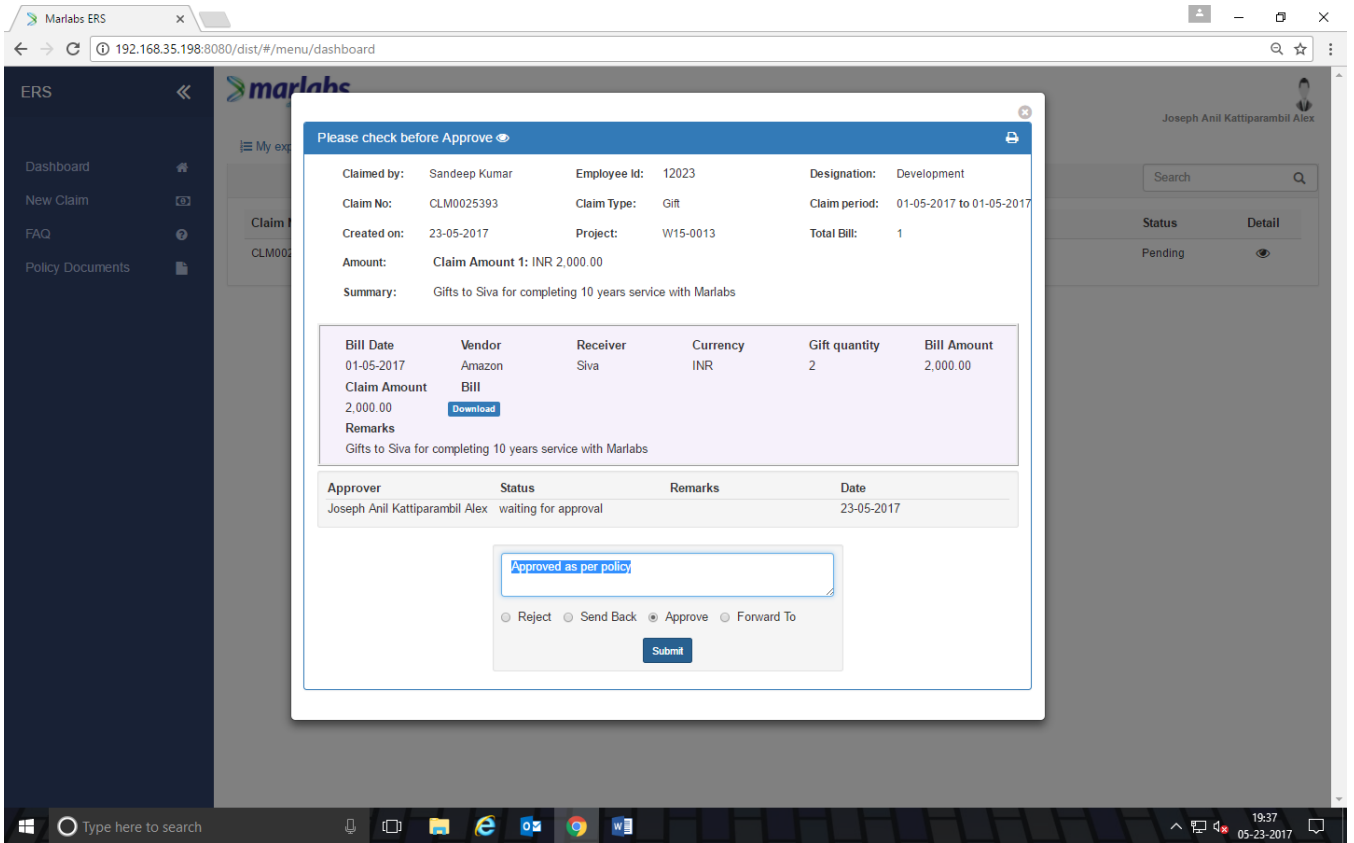 Marlabs ERS
192.168.35.198:8080/dist/#/menu/dashboard
ERS
marlabs
Joseph Anil Kattiparambil Alex
Please check before Approve
My exp
Dashboard
Search
Claimed by: Sandeep Kumar Employee Id: 12023 Designation: Development
New Claim
Claim No: CLM0025393 Claim Type: Gift Claim period: 01-05-2017 to 01-05-2017
Claim Status Detail
FAQ
Created on: 23-05-2017 Project: W15-0013 Total Bill: 1
CLM002 Pending
Policy Documents
Amount: Claim Amount 1: INR 2,000.00
Summary: Gifts to Siva for completing 10 years service with Marlabs
Bill Date Vendor Receiver Currency Gift quantity Bill Amount
01-05-2017 Amazon Siva INR 2 2,000.00
Claim Amount Bill
2,000.00 Download
Remarks
Gifts to Siva for completing 10 years service with Marlabs
Approver Status Remarks Date
Joseph Anil Kattiparambil Alex waiting for approval 23-05-2017
Approved as per policy
Reject Send Back Approve Forward To
Submit
Type here to search
19:37
05-23-2017